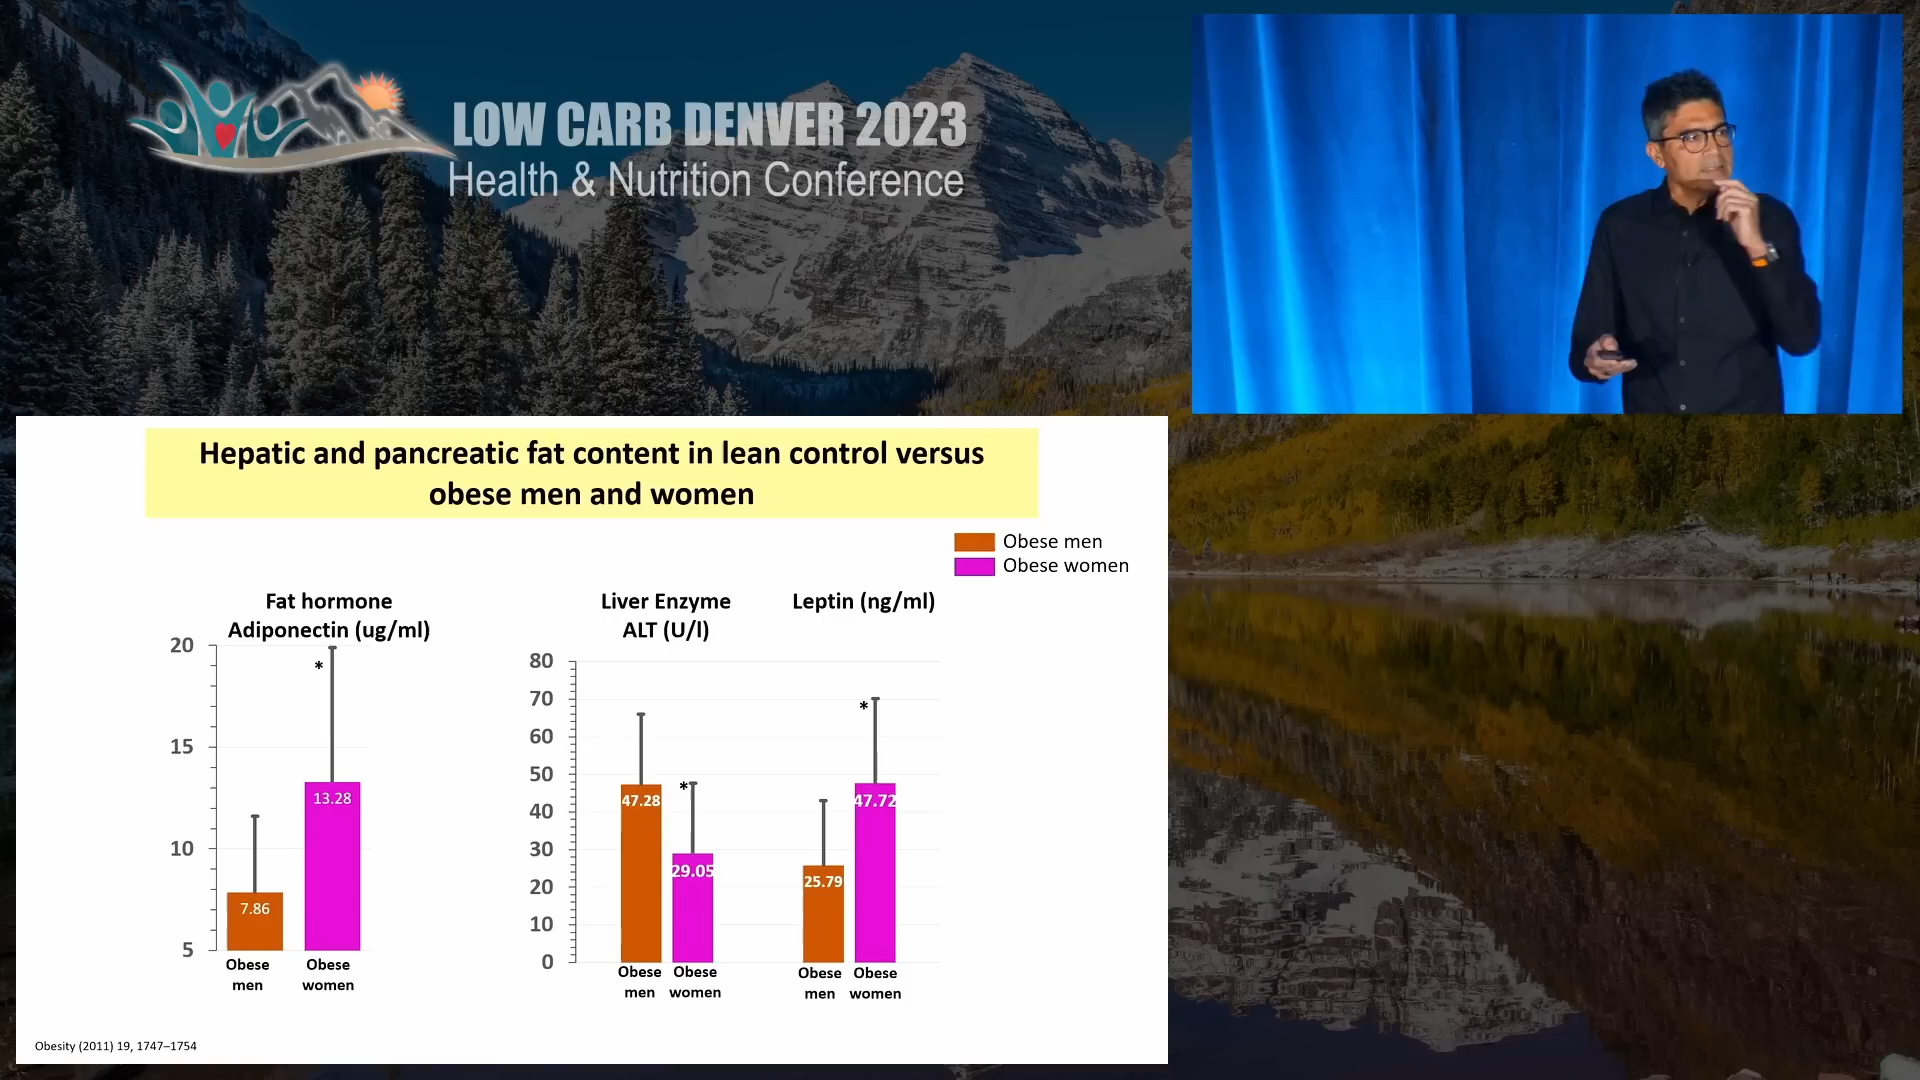 LOW CARB DENVER 2023
Health & Nutrition Conference
Hepatic and pancreatic fat content in lean control versus
obese men and women
Obese men
Obese women
Fat hormone
Adiponectin (ug/ml)
20
15
10
5
*
7.86
13.28
Obese
men
Obese
women
Liver Enzyme
ALT (U/l)
Leptin (ng/ml)
80
70
60
50
40
30
20
10
0
47.28
*
29.05
25.79
*
47.72
Obese
men
Obese
women
Obese
men
Obese
women
Obesity (2011) 19, 1747–1754